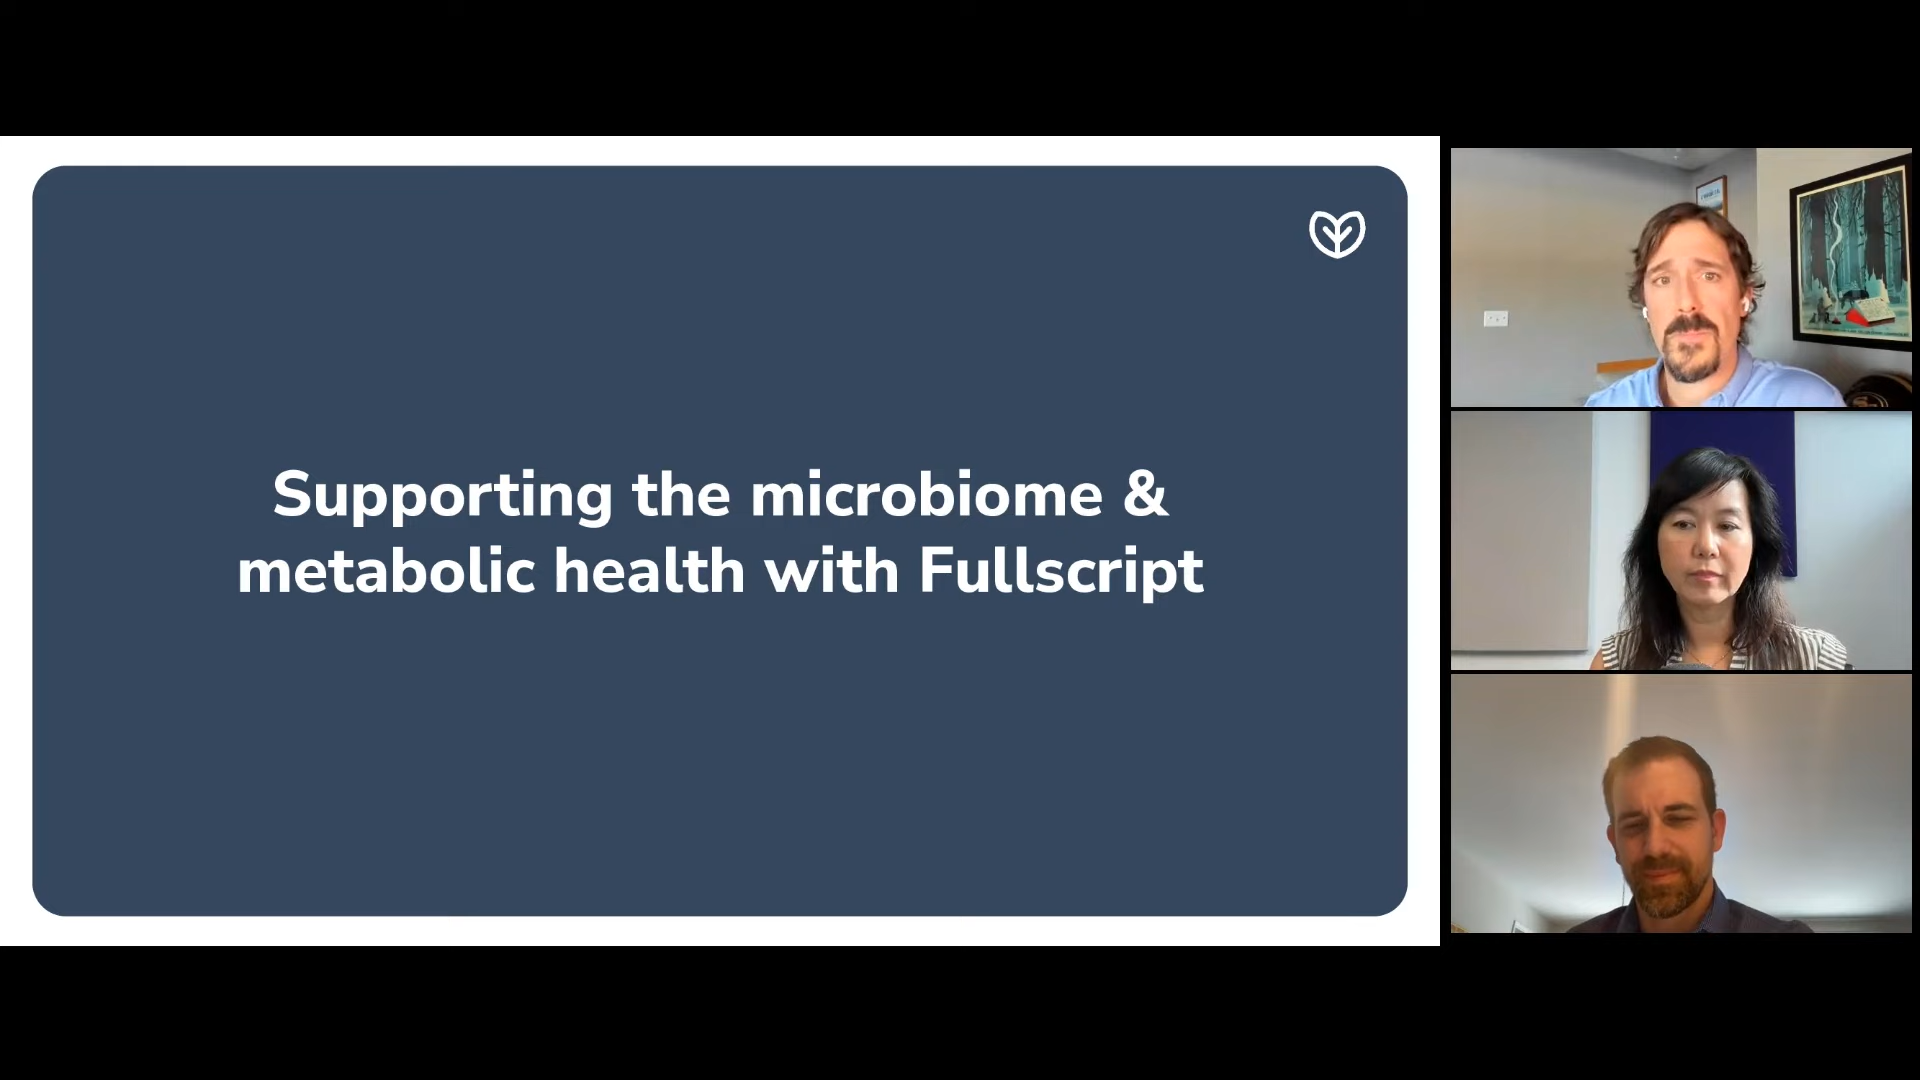 Supporting the microbiome &
metabolic health with Fullscript